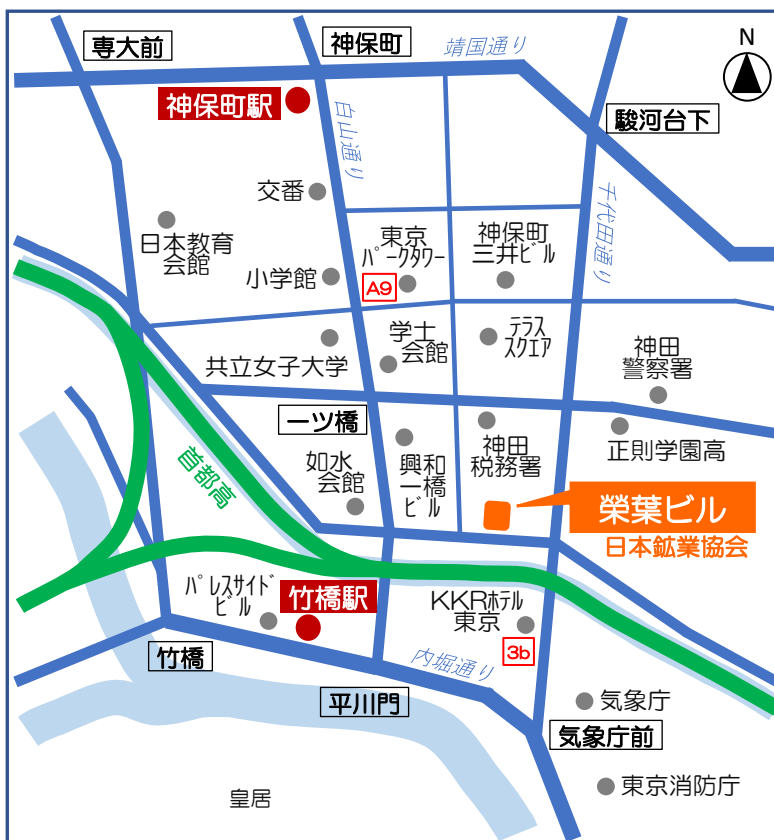 専大前
神保町
靖国通り
N
神保町駅
白山通り
駿河台下
交番
千代田通り
日本教育
会館
東京
パークタワー
神保町
三井ビル
小学館
A9
共立女子大学
学士
会館
テラス
スクエア
神田
警察署
一ツ橋
首都高
如水
会館
興和
一橋
ビル
神田
税務署
正則学園高
榮葉ビル
日本鉱業協会
パレスサイド
ビル
竹橋駅
KKRホテル
東京
3b
竹橋
内堀通り
平川門
気象庁
気象庁前
皇居
東京消防庁